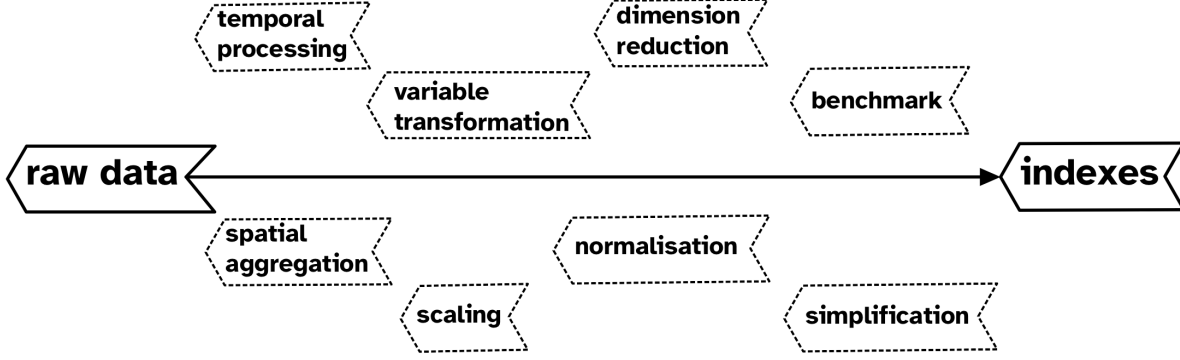 temporal
processing
dimension
reduction
variable
transformation
benchmark
raw data
indexes
spatial
aggregation
normalisation
scaling
simplification